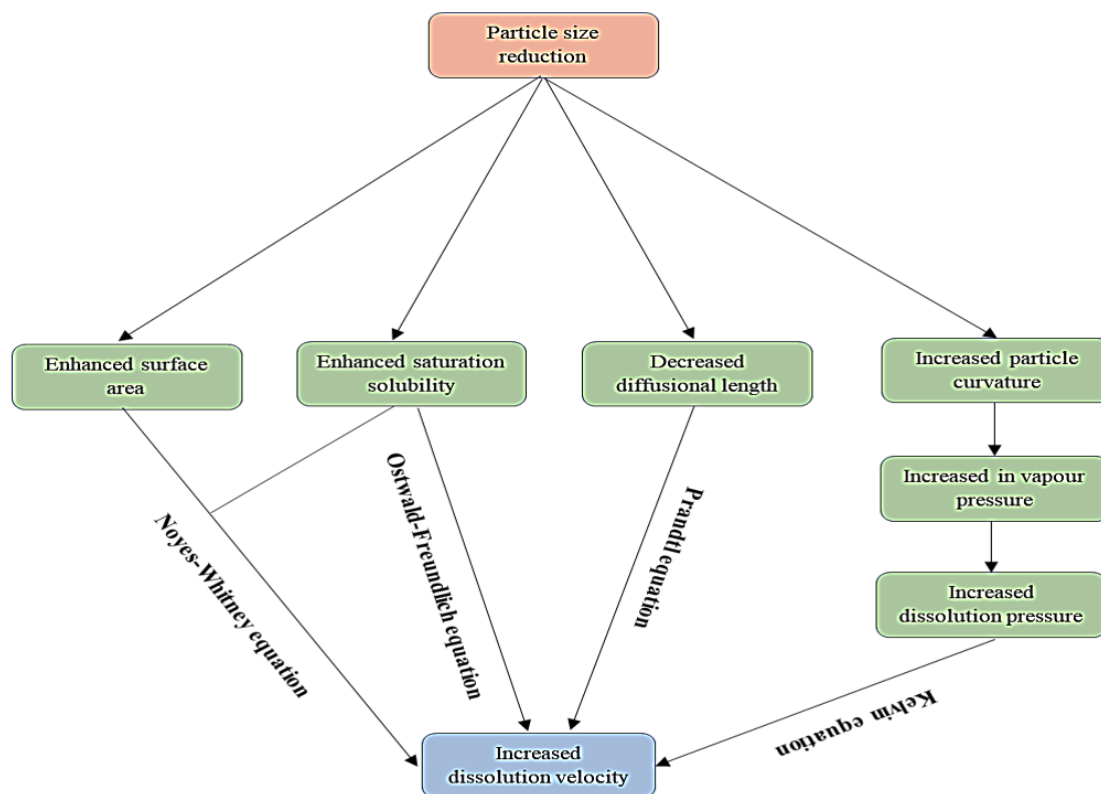 Particle size
reduction
Enhanced surface
area
Enhanced saturation
solubility
Decreased
diffusional length
Increased particle
curvature
Increased in vapour
pressure
Increased
dissolution pressure
Noyes-Whitney equation
Ostwald-Freundlich equation
Prandtl equation
Kelvin equation
Increased
dissolution velocity